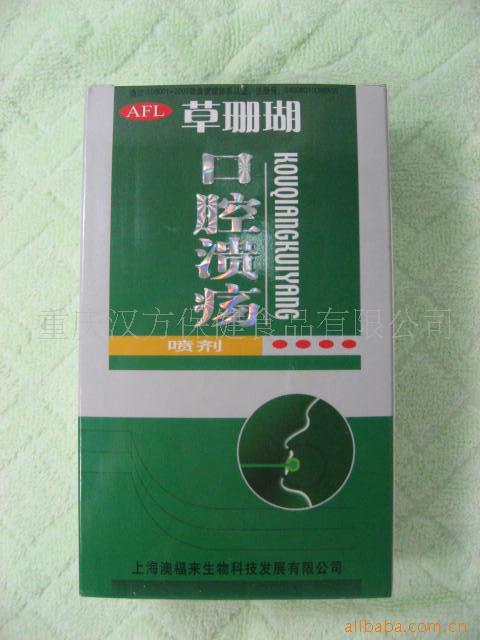 AFL 草珊瑚
口腔溃疡
KOUQIANGKUIYANG
喷剂
重庆汉方保健食品有限公司
上海澳福来生物科技发展有限公司
alibaba.com.cn